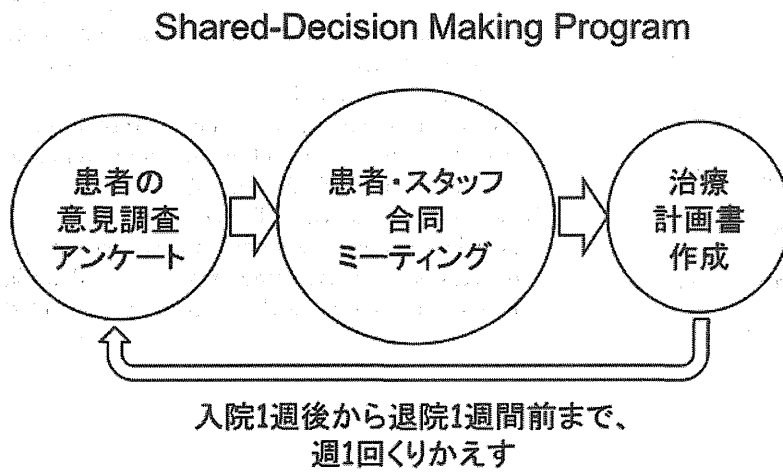 Shared-Decision Making Program
患者の
意見調査
アンケート
患者・スタッフ
合同
ミーティング
治療
計画書
作成
入院1週後から退院1週間前まで、
週1回くりかえす